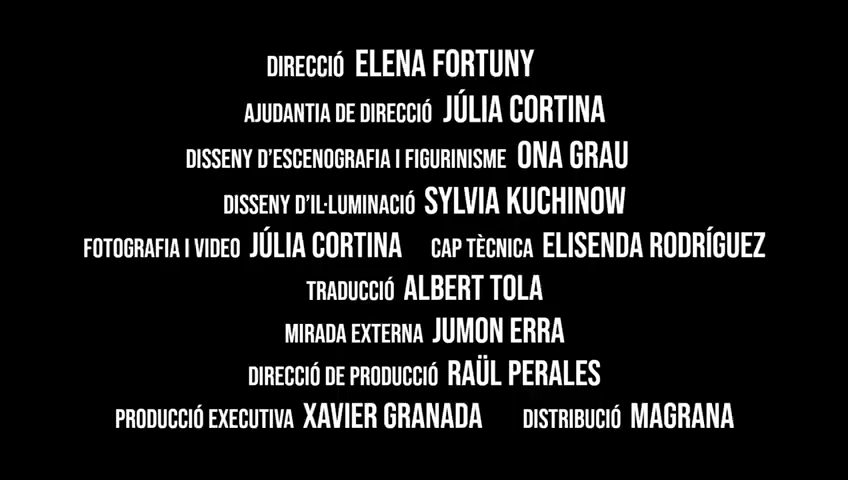 DIRECCIÓ ELENA FORTUNY
AJUDANTIA DE DIRECCIÓ JÚLIA CORTINA
DISSENY D'ESCENOGRAFIA I FIGURINISME ONA GRAU
DISSENY D'IL·LUMINACIÓ SYLVIA KUCHINOW
FOTOGRAFIA I VIDEO JÚLIA CORTINA CAP TÈCNICA ELISENDA RODRÍGUEZ
TRADUCCIÓ ALBERT TOLA
MIRADA EXTERNA JUMON ERRA
DIRECCIÓ DE PRODUCCIÓ RAÜL PERALES
PRODUCCIÓ EXECUTIVA XAVIER GRANADA DISTRIBUCIÓ MAGRANA